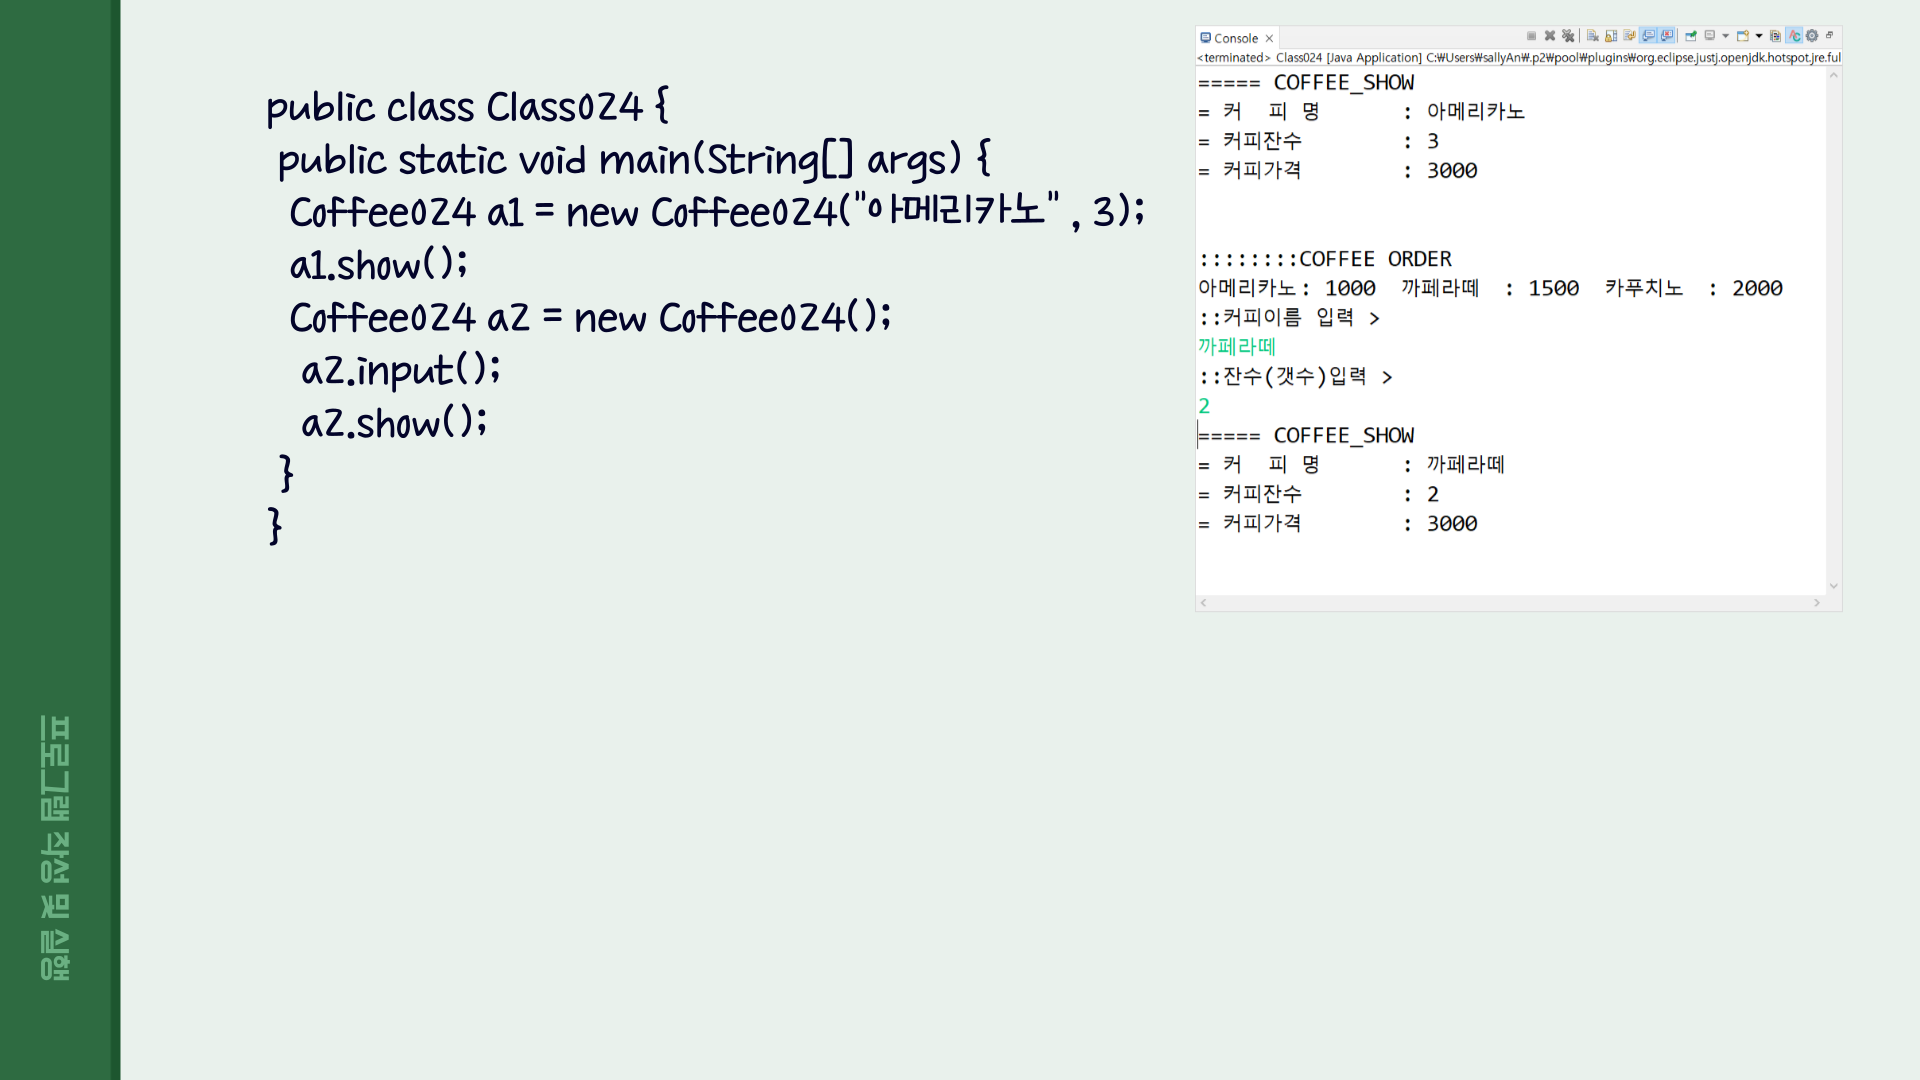 public class Class024 {
public static void main(String[] args) {
Coffee024 a1 = new Coffee024("아메리카노" , 3);
a1.show();
Coffee024 a2 = new Coffee024();
a2.input();
a2.show();
}
}
Console
<terminated> Class024 [Java Application] C:₩Users₩sallyAn₩.p2₩pool₩plugins₩org.eclipse.justj.openjdk.hotspot.jre.ful
===== COFFEE_SHOW
= 커 피 명 : 아메리카노
= 커피잔수 : 3
= 커피가격 : 3000
::::::::COFFEE ORDER
아메리카노: 1000 까페라떼 : 1500 카푸치노 : 2000
::커피이름 입력 >
까페라떼
::잔수(갯수)입력 >
2
===== COFFEE_SHOW
= 커 피 명 : 까페라떼
= 커피잔수 : 2
= 커피가격 : 3000
프로그램 작성 및 실행